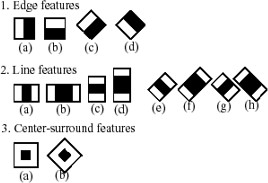 1. Edge features
(a) (b) (c) (d)
2. Line features
(a) (b) (c) (d) (e) (f) (g) (h)
3. Center-surround features
(a) (b)